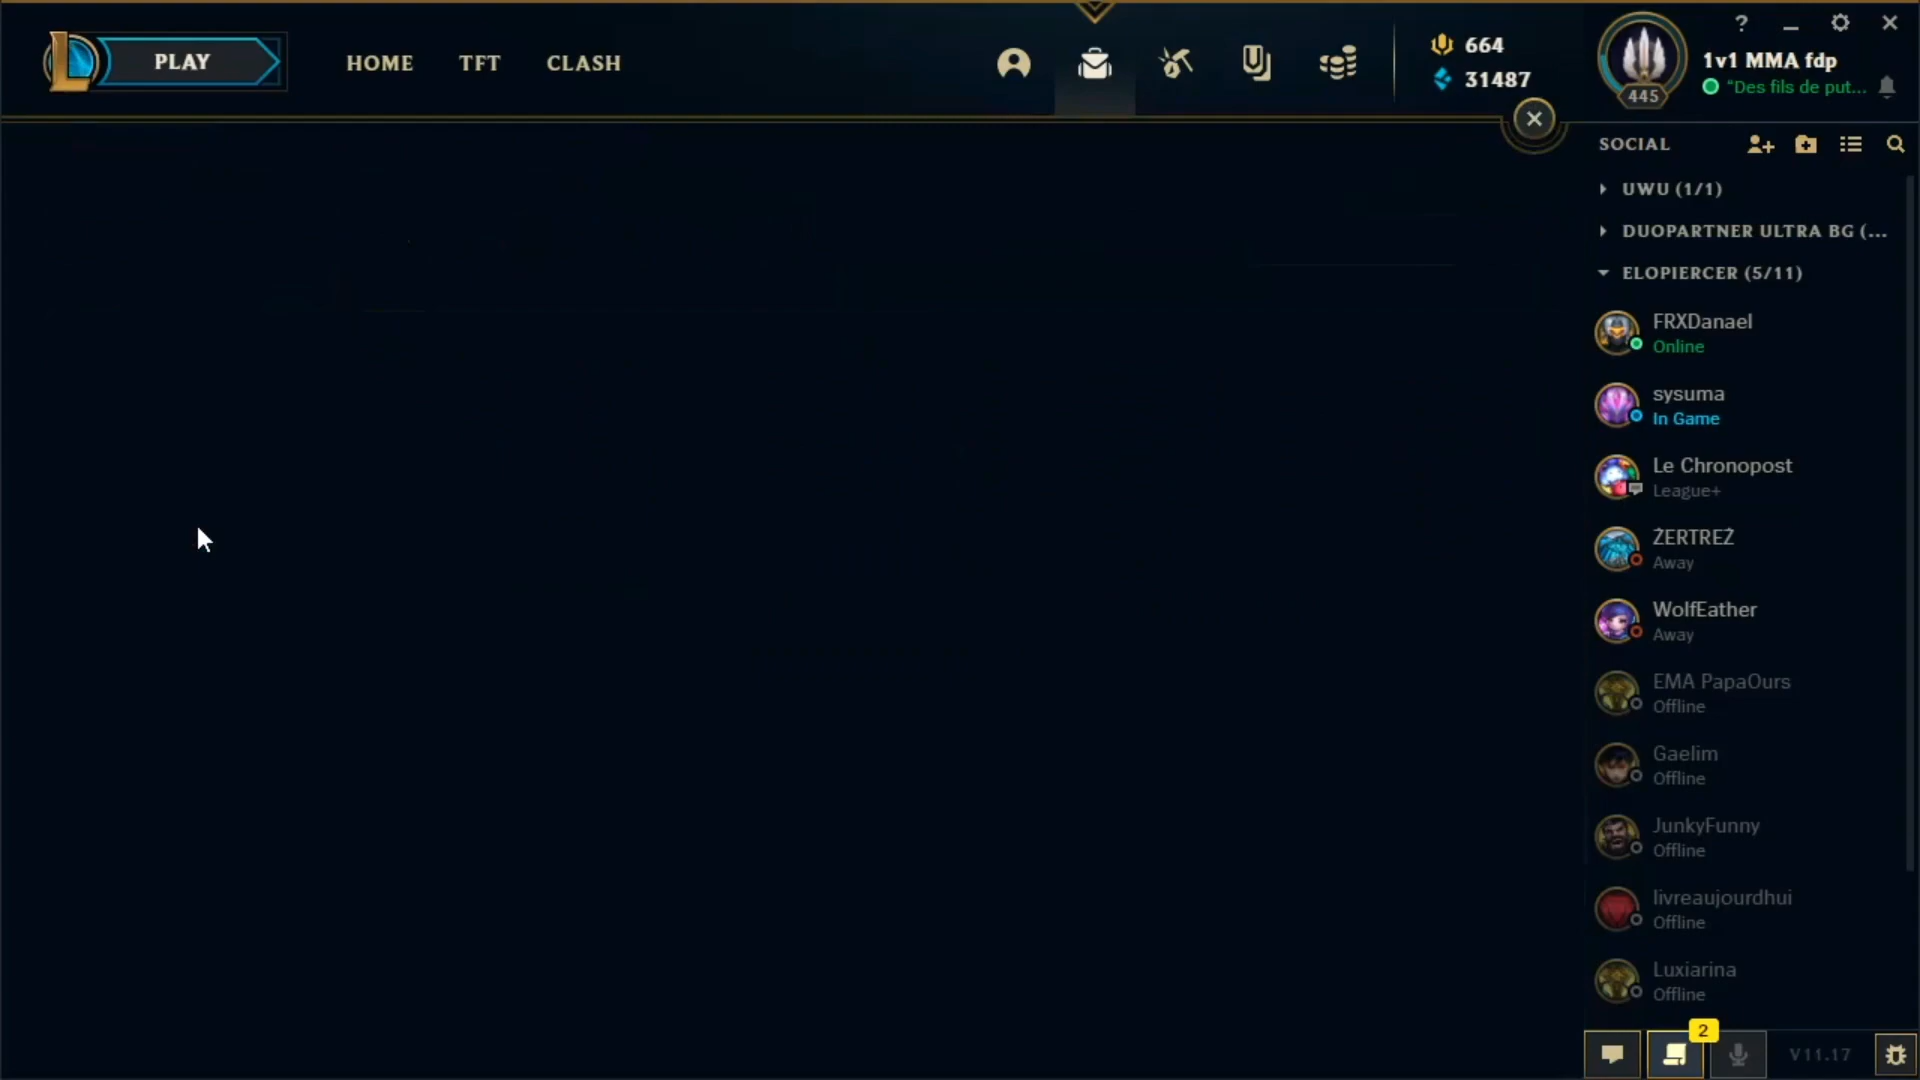 PLAY
HOME
TFT
CLASH
664
31487
445
?
1v1 MMA fdp
"Des fils de put...
SOCIAL
UWU (1/1)
DUOPARTNER ULTRA BG (...
ELOPIERCER (5/11)
FRXDanael
Online
sysuma
In Game
Le Chronopost
League+
ŻERTREŻ
Away
WolfEather
Away
EMA PapaOurs
Offline
Gaelim
Offline
JunkyFunny
Offline
livreaujourdhui
Offline
Luxiarina
Offline
2
V11.17